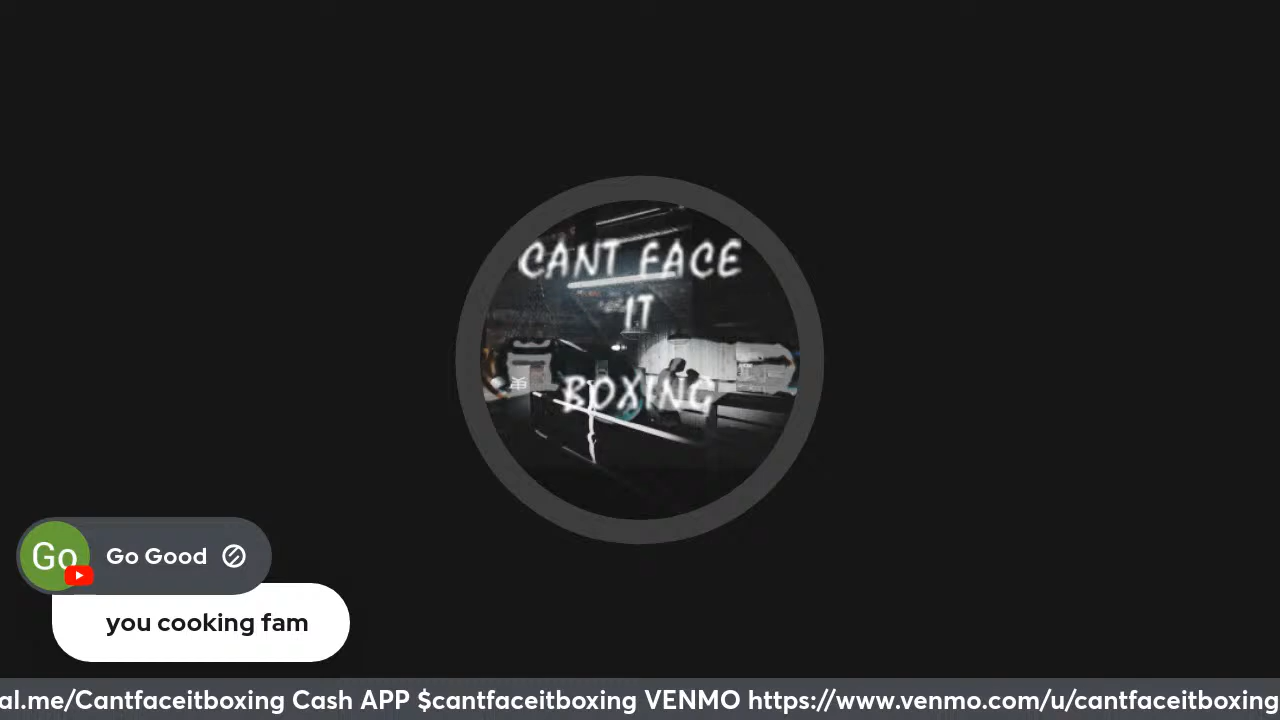 CANT FACE
IT
BOXING
Go
Go Good
you cooking fam
al.me/Cantfaceitboxing Cash APP $cantfaceitboxing VENMO https://www.venmo.com/u/cantfaceitboxing